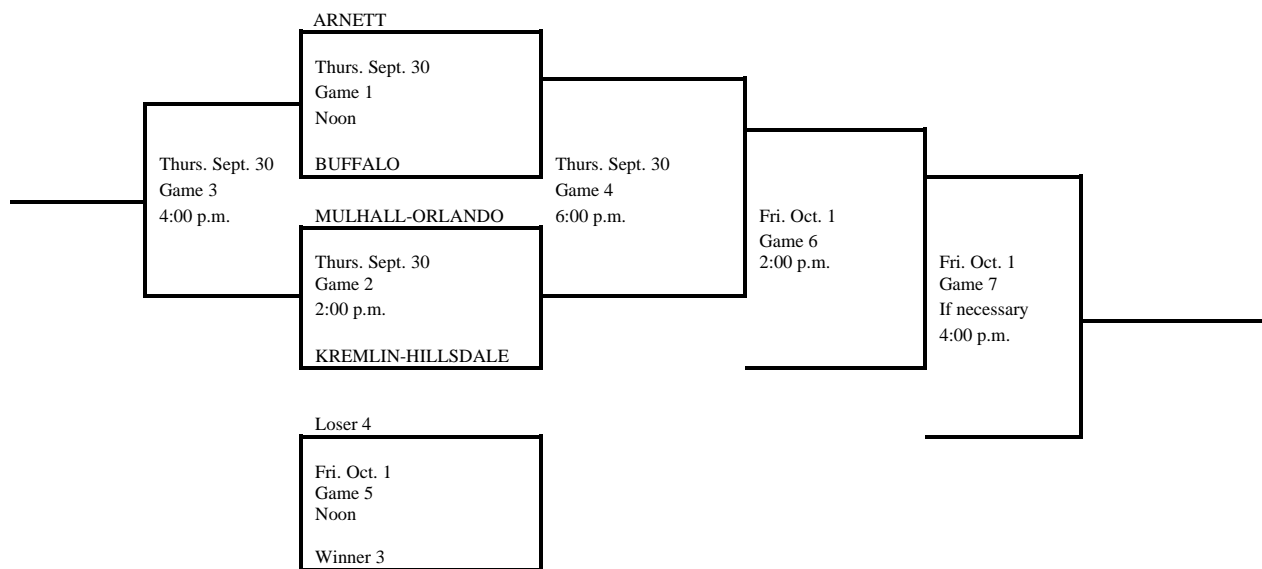 ARNETT
Thurs. Sept. 30
Game 1
Noon
BUFFALO
Thurs. Sept. 30
Game 3
4:00 p.m.
Thurs. Sept. 30
Game 4
6:00 p.m.
MULHALL-ORLANDO
Thurs. Sept. 30
Game 2
2:00 p.m.
KREMLIN-HILLSDALE
Fri. Oct. 1
Game 6
2:00 p.m.
Fri. Oct. 1
Game 7
If necessary
4:00 p.m.
Loser 4
Fri. Oct. 1
Game 5
Noon
Winner 3